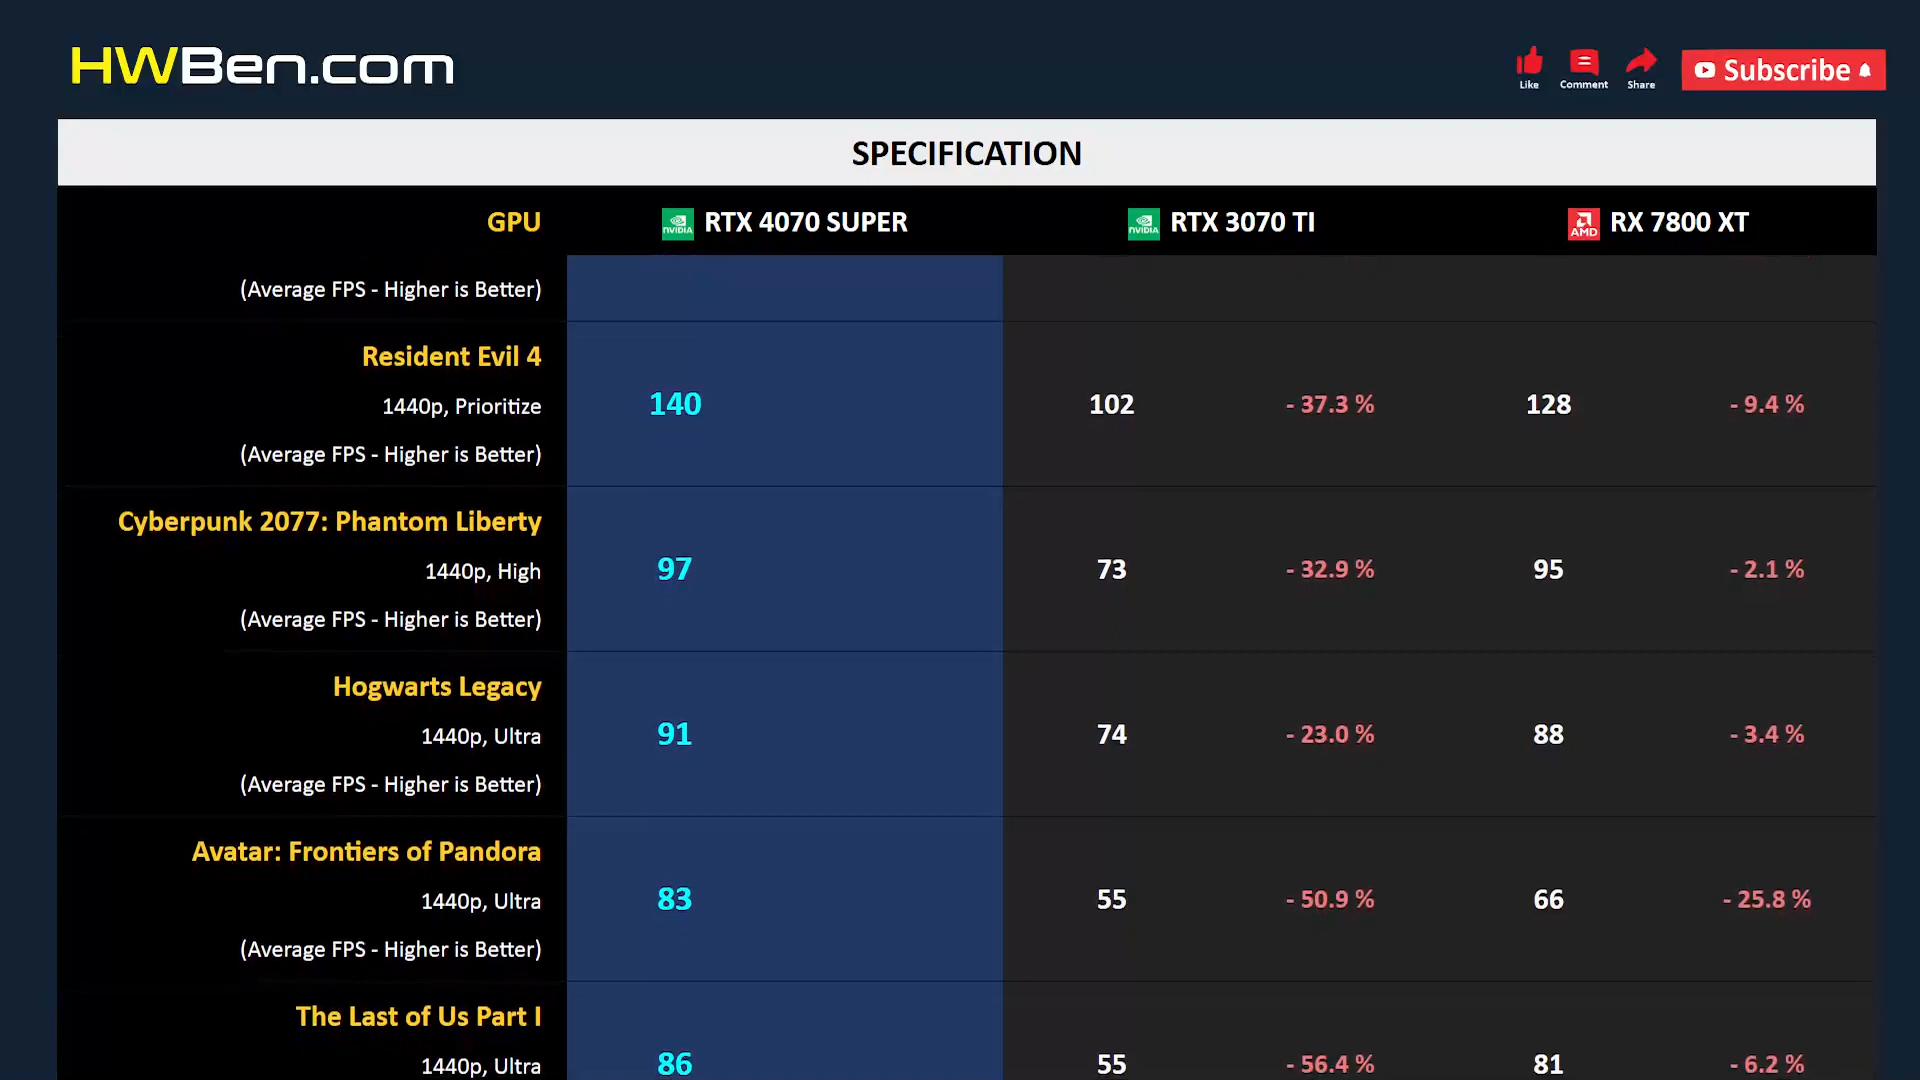 HWBen.com
Like Comment Share Subscribe
SPECIFICATION
GPU NVIDIA RTX 4070 SUPER NVIDIA RTX 3070 TI AMD RX 7800 XT
(Average FPS - Higher is Better)
Resident Evil 4
1440p, Prioritize 140 102 - 37.3 % 128 - 9.4 %
(Average FPS - Higher is Better)
Cyberpunk 2077: Phantom Liberty
1440p, High 97 73 - 32.9 % 95 - 2.1 %
(Average FPS - Higher is Better)
Hogwarts Legacy
1440p, Ultra 91 74 - 23.0 % 88 - 3.4 %
(Average FPS - Higher is Better)
Avatar: Frontiers of Pandora
1440p, Ultra 83 55 - 50.9 % 66 - 25.8 %
(Average FPS - Higher is Better)
The Last of Us Part I
1440p, Ultra 86 55 - 56.4 % 81 - 6.2 %